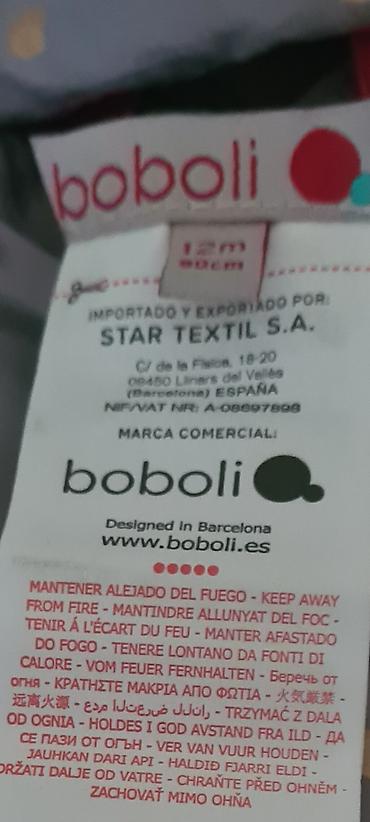 boboli
12m
80cm
IMPORTADO Y EXPORTADO POR:
STAR TEXTIL S.A.
C/ de la Física, 18-20
08450 Llinars del Vallès
(Barcelona) ESPAÑA
NIF/VAT NR: A-08697898
MARCA COMERCIAL:
boboli
Designed in Barcelona
www.boboli.es
MANTENER ALEJADO DEL FUEGO - KEEP AWAY
FROM FIRE - MANTINDRE ALLUNYAT DEL FOC -
TENIR Á L'ÉCART DU FEU - MANTER AFASTADO
DO FOGO - TENERE LONTANO DA FONTI DI
CALORE - VOM FEUER FERNHALTEN - Беречь от
огня - ΚΡΑΤΗΣΤΕ ΜΑΚΡΙΑ ΑΠΟ ΦΩΤΙΑ - 火気厳禁 -
远离火源 - عدم التعريض للنار - TRZYMAĆ Z DALA
OD OGNIA - HOLDES I GOD AVSTAND FRA ILD - ДА
СЕ ПАЗИ ОТ ОГЪН - VER VAN VUUR HOUDEN -
JAUHKAN DARI API - HALDIÐ FJARRI ELDI -
DRŽATI DALJE OD VATRE - CHRAŇTE PŘED OHNĚM -
ZACHOVAŤ MIMO OHŇA